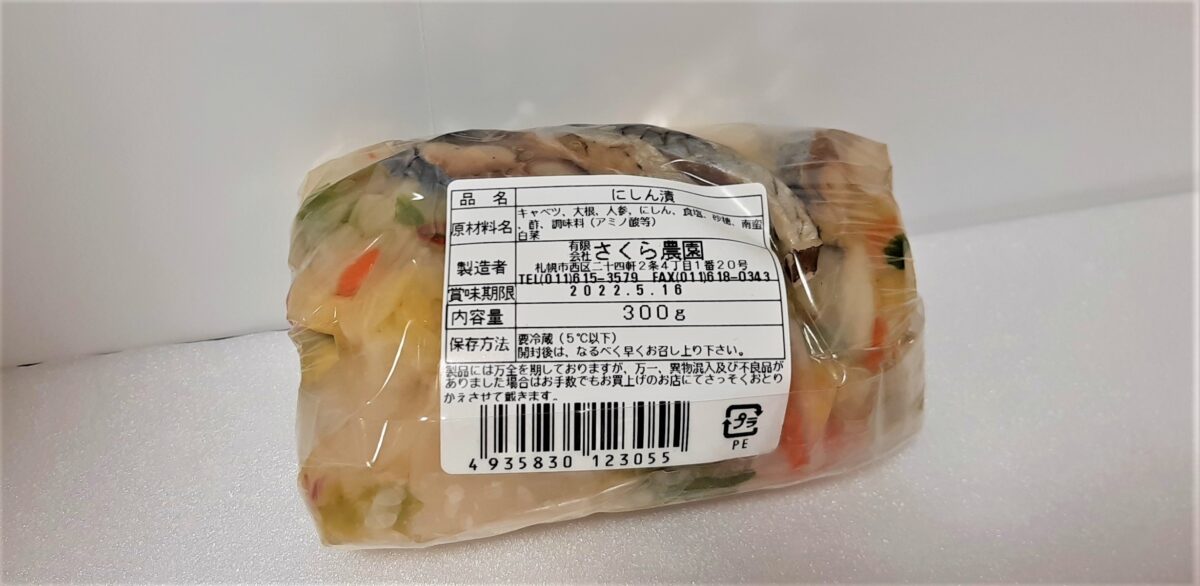 品名 にしん漬
原材料名 キャベツ、大根、人参、にしん、食塩、砂糖、南蛮
、酢、調味料（アミノ酸等）
白菜
製造者 有限会社 さくら農園
札幌市西区二十四軒2条4丁目1番20号
TEL(011)615-3579 FAX(011)618-0343
賞味期限 2022.5.16
内容量 300g
保存方法 要冷蔵（5℃以下）
開封後は、なるべく早くお召し上り下さい。
製品には万全を期しておりますが、万一、異物混入及び不良品が
ありました場合はお手数でもお買上げのお店にてさっそくおとり
かえさせて戴きます。
プラ
PE
4935830 123055